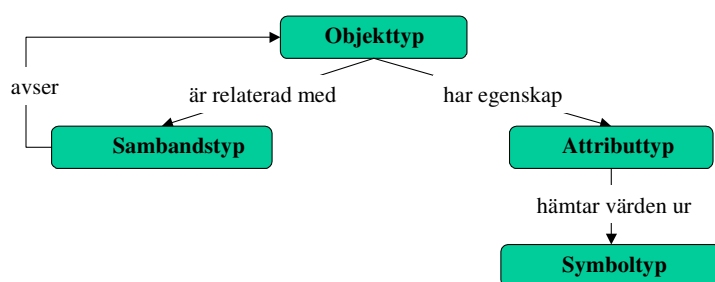 Objekttyp
avser
är relaterad med
har egenskap
Sambandstyp
Attributtyp
hämtar värden ur
Symboltyp